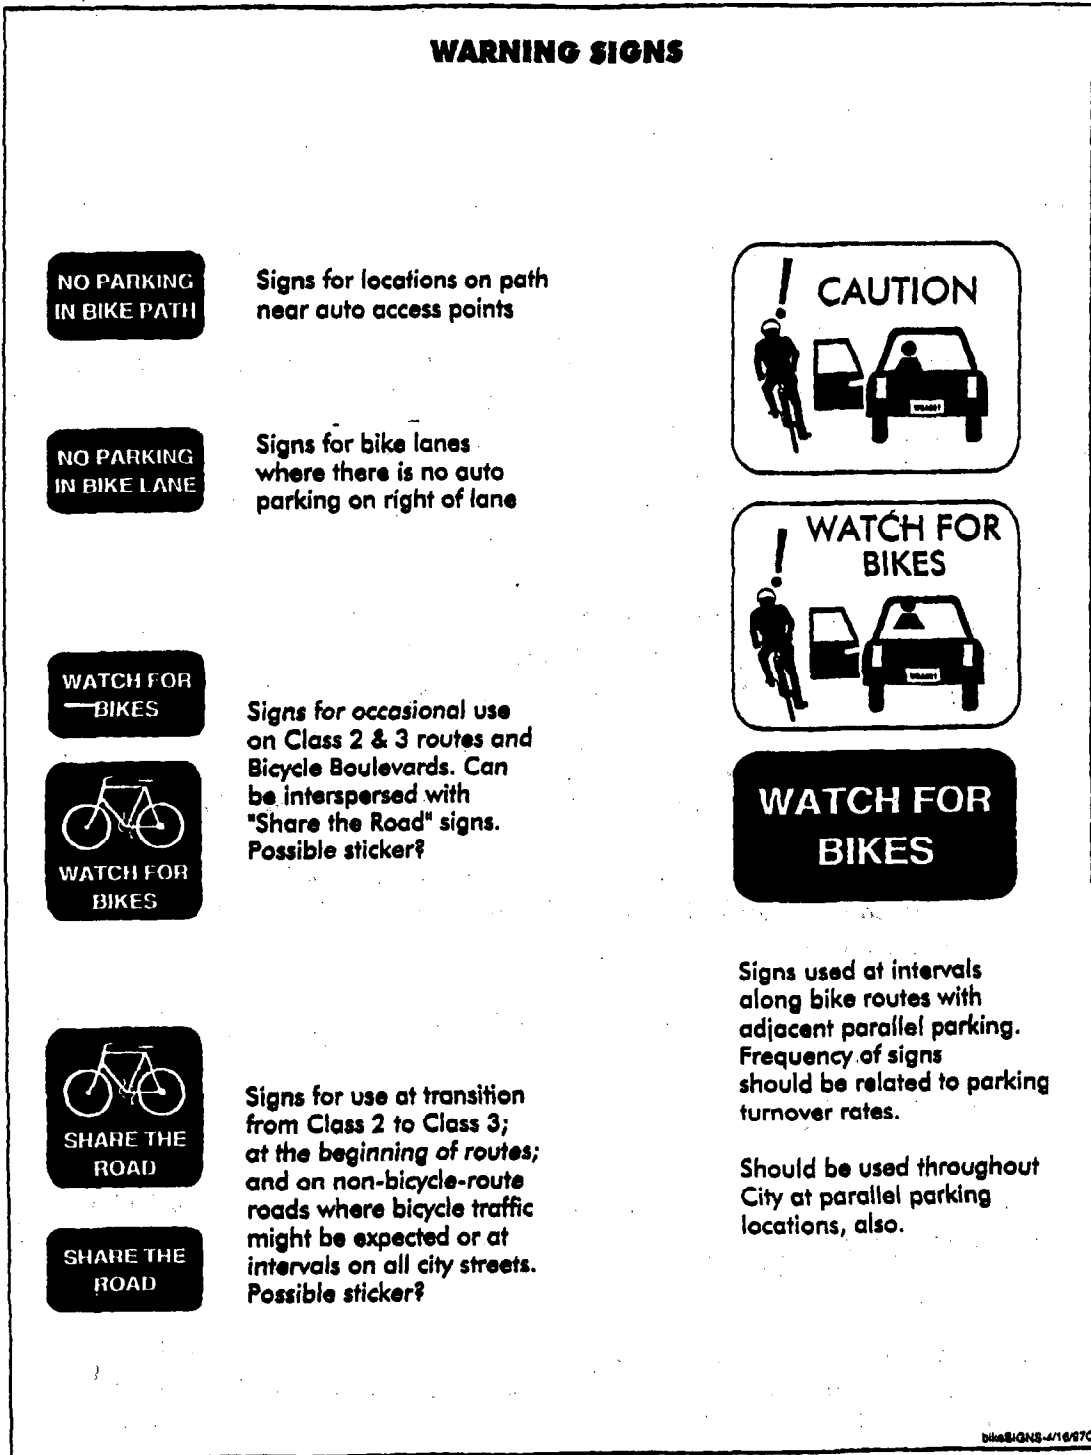 WARNING SIGNS
NO PARKING
IN BIKE PATH
Signs for locations on path
near auto access points
NO PARKING
IN BIKE LANE
Signs for bike lanes
where there is no auto
parking on right of lane
WATCH FOR
BIKES
WATCH FOR
BIKES
Signs for occasional use
on Class 2 & 3 routes and
Bicycle Boulevards. Can
be interspersed with
"Share the Road" signs.
Possible sticker?
SHARE THE
ROAD
SHARE THE
ROAD
Signs for use at transition
from Class 2 to Class 3;
at the beginning of routes;
and on non-bicycle-route
roads where bicycle traffic
might be expected or at
intervals on all city streets.
Possible sticker?
CAUTION
WATCH FOR
BIKES
WATCH FOR
BIKES
Signs used at intervals
along bike routes with
adjacent parallel parking.
Frequency of signs
should be related to parking
turnover rates.
Should be used throughout
City at parallel parking
locations, also.